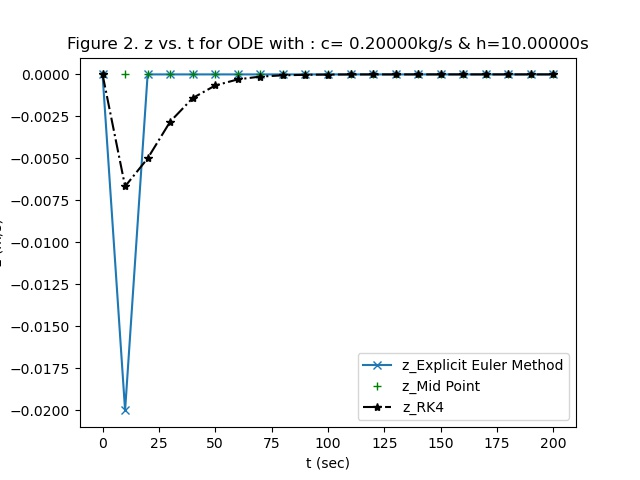 Figure 2. z vs. t for ODE with : c= 0.20000kg/s & h=10.00000s
0.0000
−0.0025
−0.0050
−0.0075
−0.0100
−0.0125
−0.0150
−0.0175
−0.0200
z_Explicit Euler Method
z_Mid Point
z_RK4
0 25 50 75 100 125 150 175 200
t (sec)